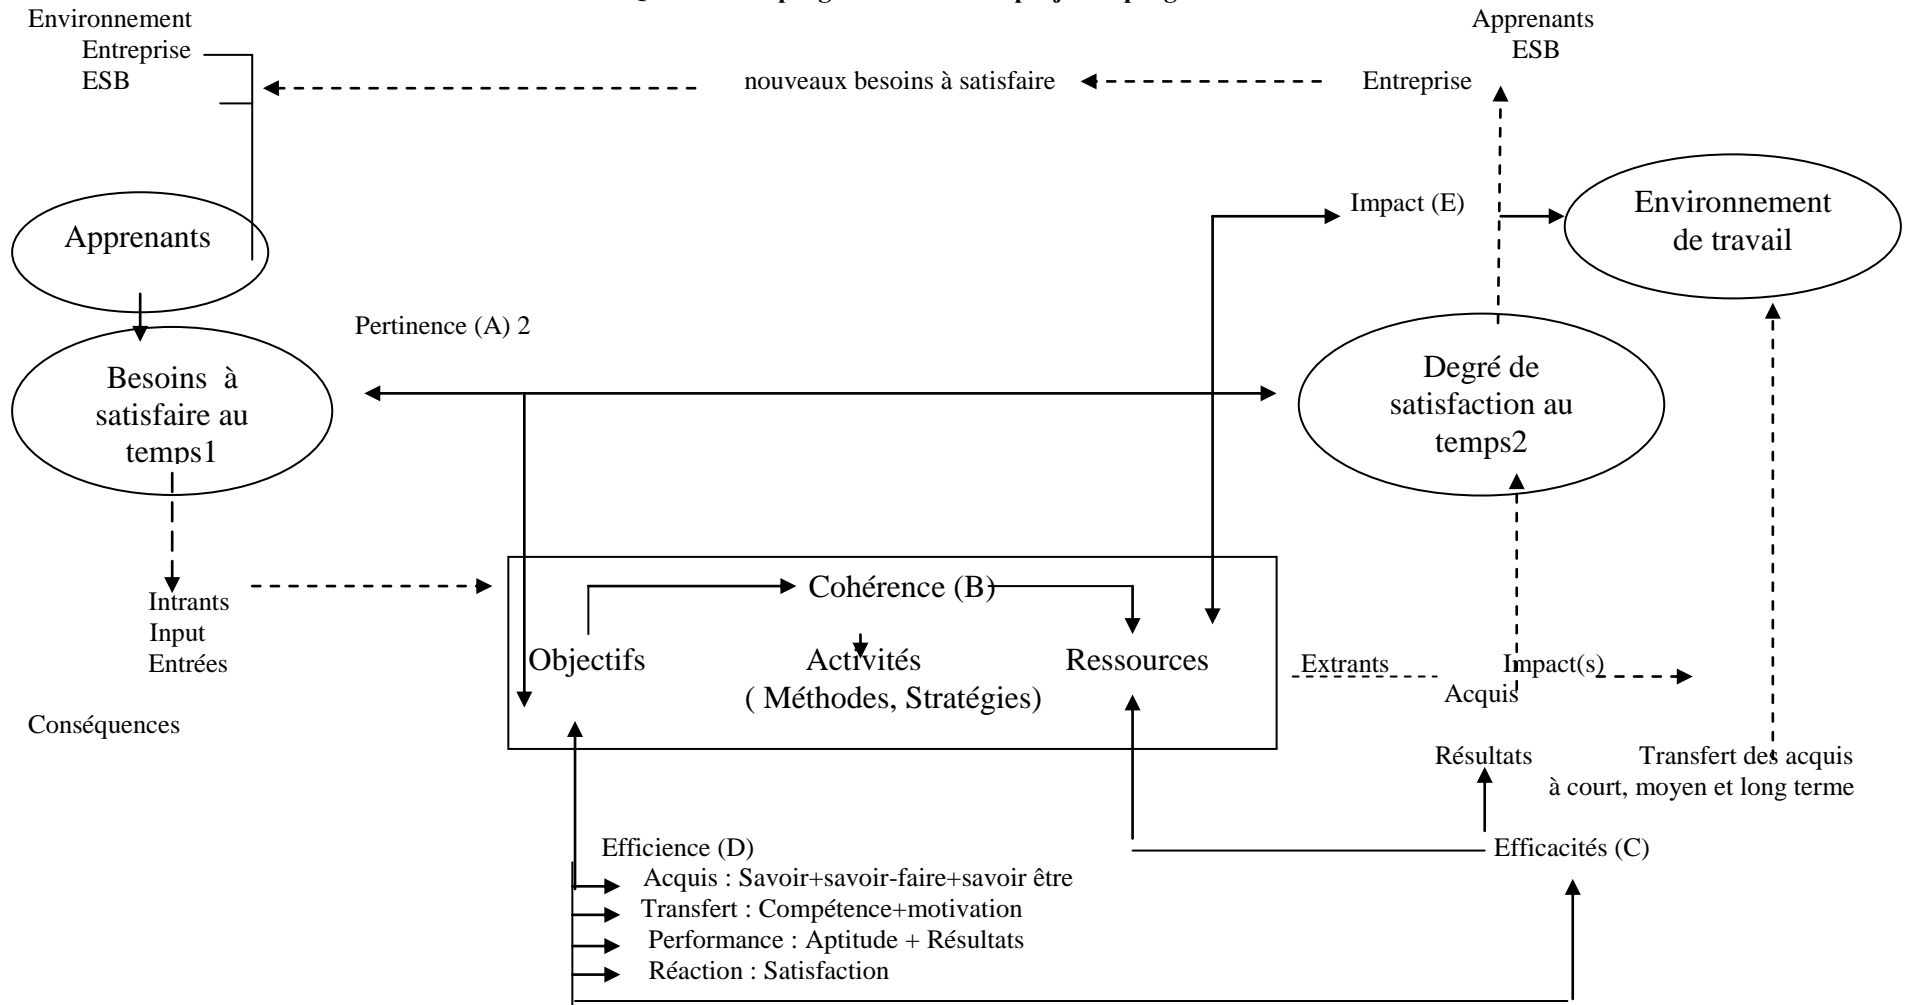 Environnement
Entreprise
ESB
nouveaux besoins à satisfaire
Apprenants
ESB
Entreprise
Apprenants
Impact (E)
Environnement
de travail
Pertinence (A) 2
Besoins à
satisfaire au
temps1
Degré de
satisfaction au
temps2
Intrants
Input
Entrées
Conséquences
Cohérence (B)
Objectifs
Activités
( Méthodes, Stratégies)
Ressources
Extrants
Impact(s)
Acquis
Résultats
Transfert des acquis
à court, moyen et long terme
Efficience (D)
Efficacités (C)
Acquis : Savoir+savoir-faire+savoir être
Transfert : Compétence+motivation
Performance : Aptitude + Résultats
Réaction : Satisfaction